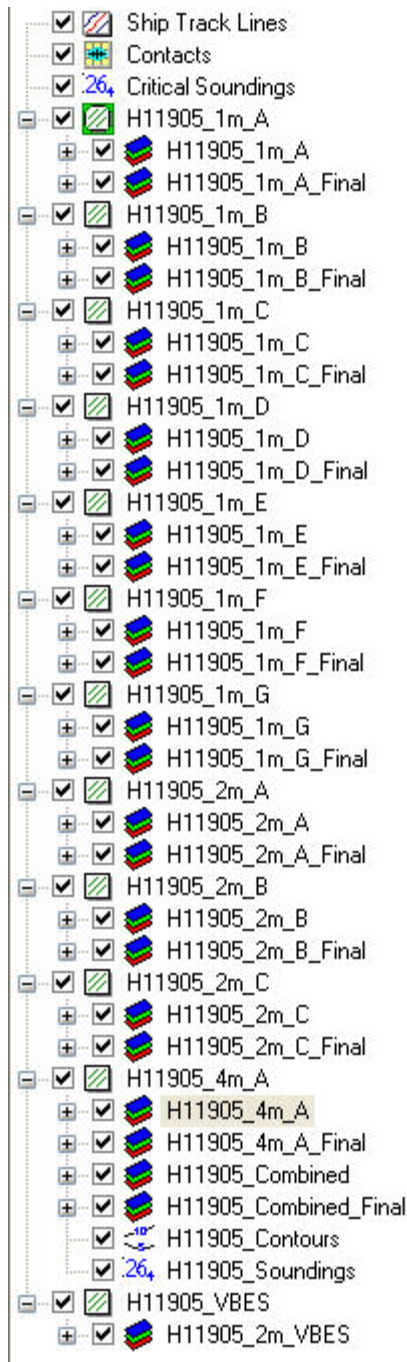 Ship Track Lines
Contacts
Critical Soundings
H11905_1m_A
H11905_1m_A
H11905_1m_A_Final
H11905_1m_B
H11905_1m_B
H11905_1m_B_Final
H11905_1m_C
H11905_1m_C
H11905_1m_C_Final
H11905_1m_D
H11905_1m_D
H11905_1m_D_Final
H11905_1m_E
H11905_1m_E
H11905_1m_E_Final
H11905_1m_F
H11905_1m_F
H11905_1m_F_Final
H11905_1m_G
H11905_1m_G
H11905_1m_G_Final
H11905_2m_A
H11905_2m_A
H11905_2m_A_Final
H11905_2m_B
H11905_2m_B
H11905_2m_B_Final
H11905_2m_C
H11905_2m_C
H11905_2m_C_Final
H11905_4m_A
H11905_4m_A
H11905_4m_A_Final
H11905_Combined
H11905_Combined_Final
H11905_Contours
H11905_Soundings
H11905_VBES
H11905_2m_VBES